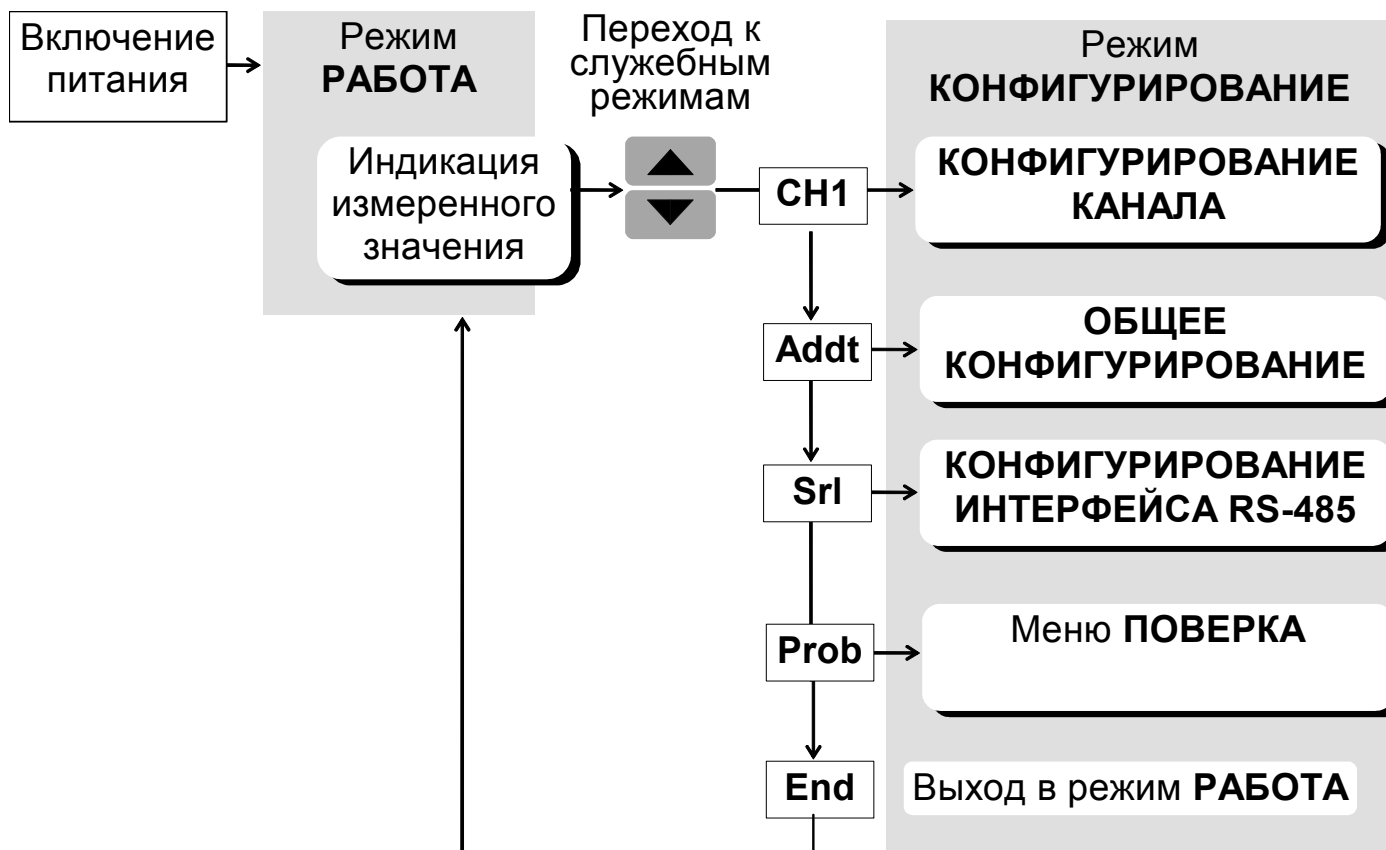 Включение
питания
Режим
РАБОТА
Индикация
измеренного
значения
Переход к
служебным
режимам
Режим
КОНФИГУРИРОВАНИЕ
CH1
КОНФИГУРИРОВАНИЕ
КАНАЛА
Addt
ОБЩЕЕ
КОНФИГУРИРОВАНИЕ
Srl
КОНФИГУРИРОВАНИЕ
ИНТЕРФЕЙСА RS-485
Prob
Меню ПОВЕРКА
End
Выход в режим РАБОТА